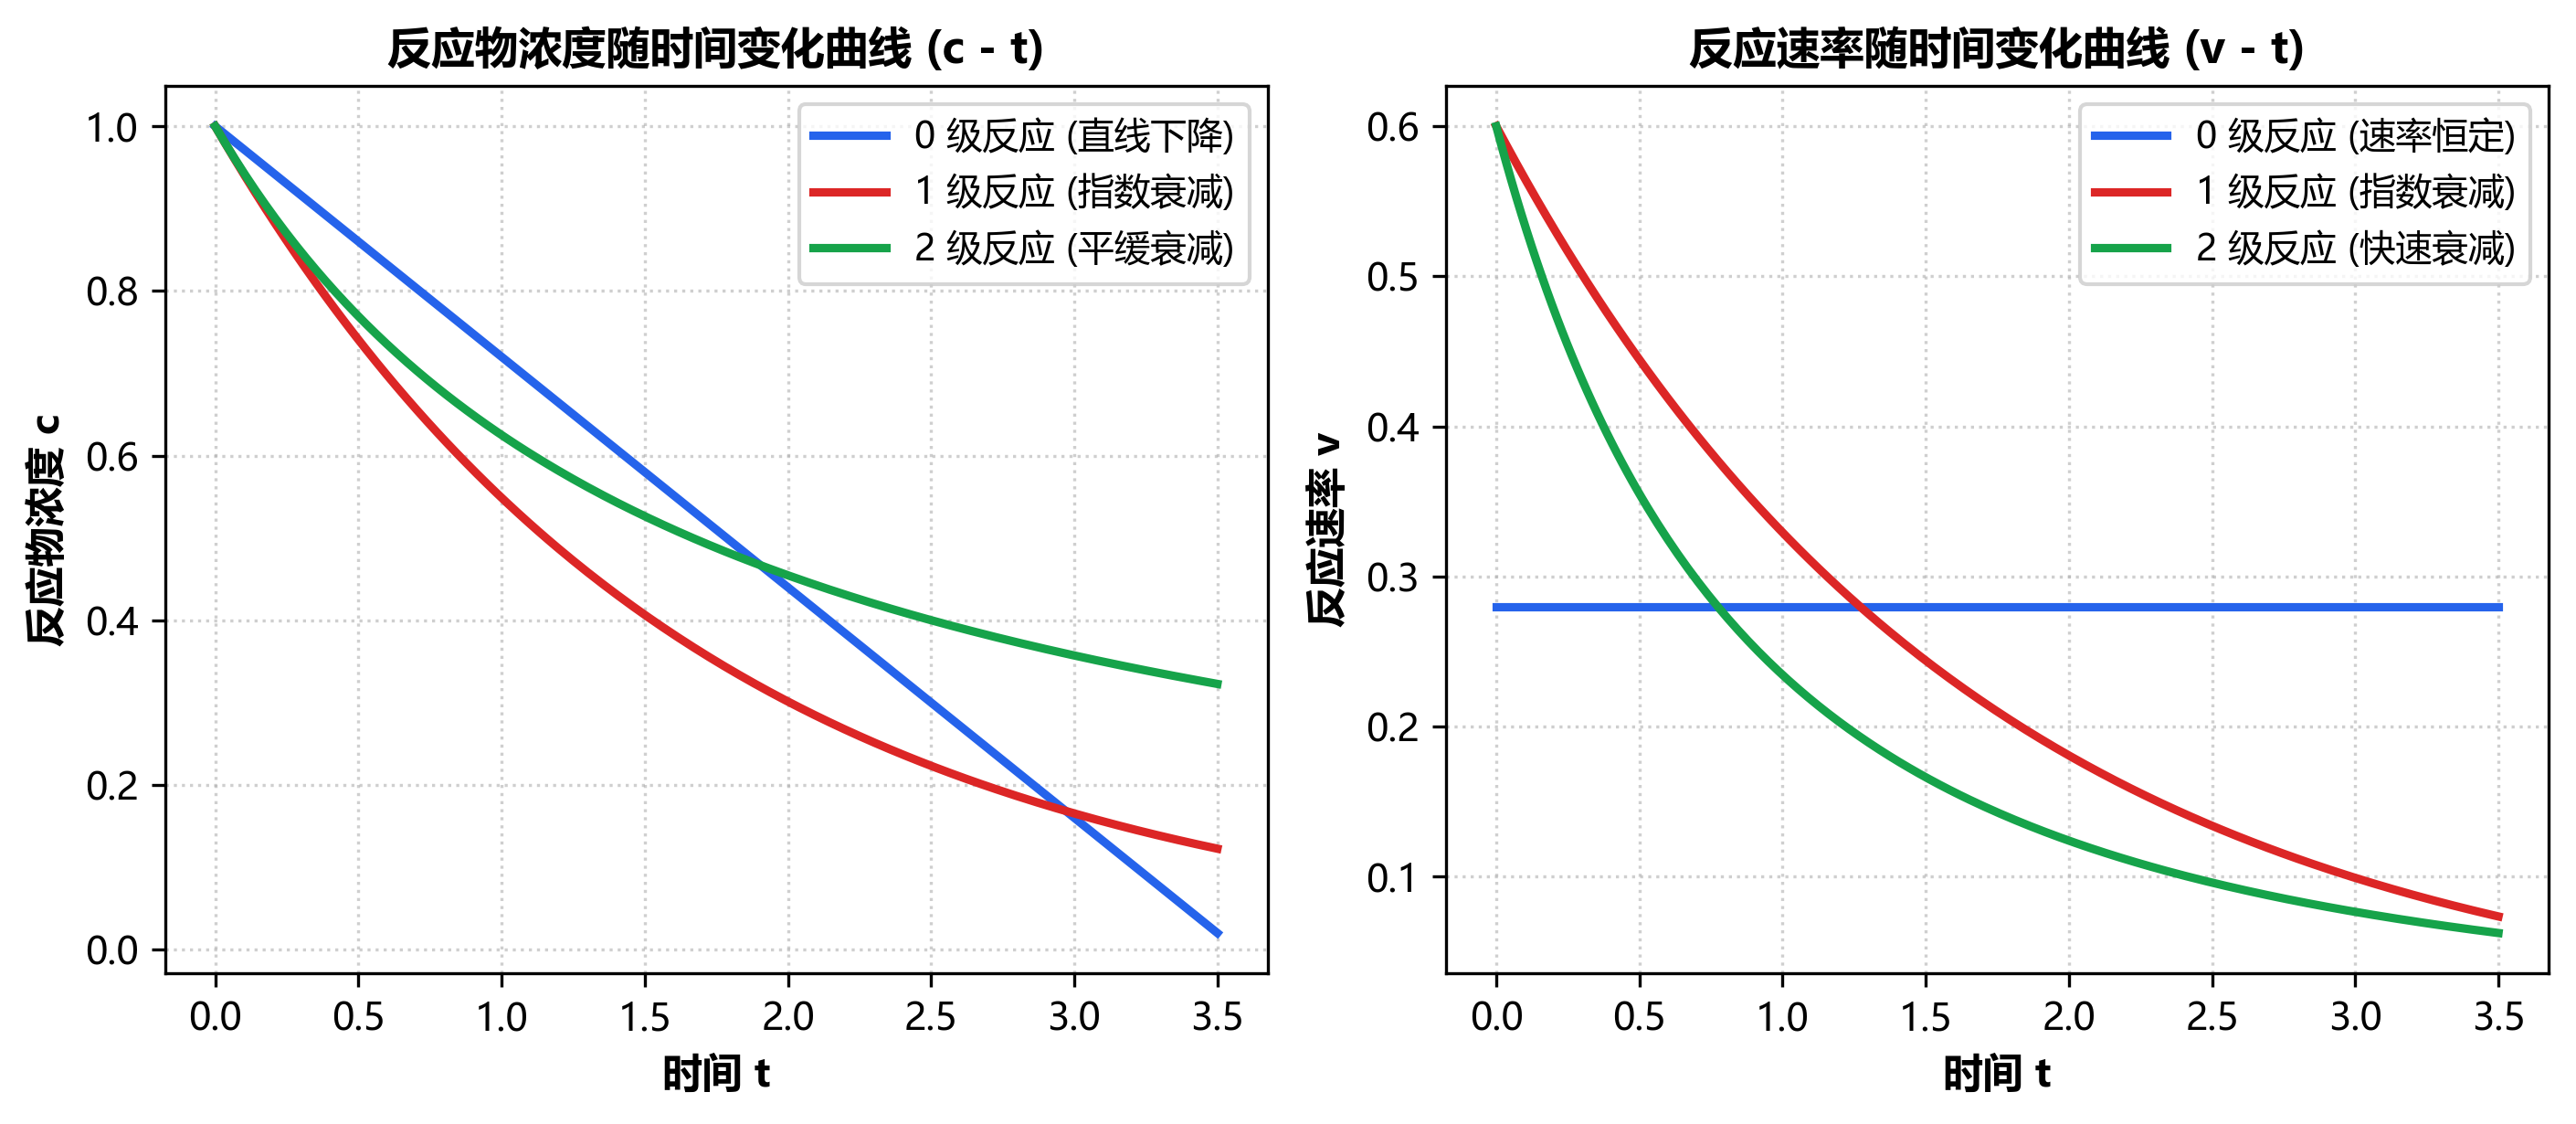 反应物浓度随时间变化曲线 (c - t)
1.0
0.8
0.6
0.4
0.2
0.0
反应物浓度 c
0 级反应 (直线下降)
1 级反应 (指数衰减)
2 级反应 (平缓衰减)
0.0 0.5 1.0 1.5 2.0 2.5 3.0 3.5
时间 t
反应速率随时间变化曲线 (v - t)
0.6
0.5
0.4
0.3
0.2
0.1
反应速率 v
0 级反应 (速率恒定)
1 级反应 (指数衰减)
2 级反应 (快速衰减)
0.0 0.5 1.0 1.5 2.0 2.5 3.0 3.5
时间 t